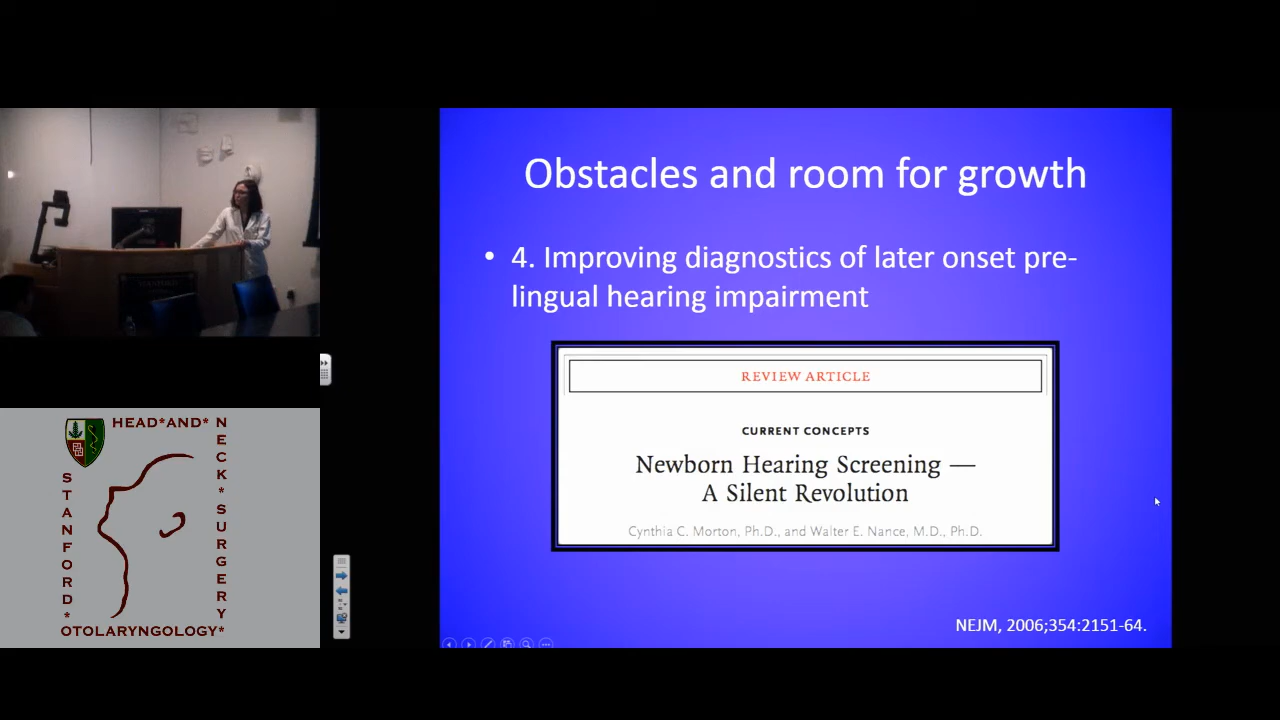 Obstacles and room for growth
• 4. Improving diagnostics of later onset pre-
lingual hearing impairment
REVIEW ARTICLE
CURRENT CONCEPTS
Newborn Hearing Screening —
A Silent Revolution
Cynthia C. Morton, Ph.D., and Walter E. Nance, M.D., Ph.D.
NEJM, 2006;354:2151-64.
HEAD*AND*
NECK*SURGERY
STANFORD*
OTOLARYNGOLOGY*